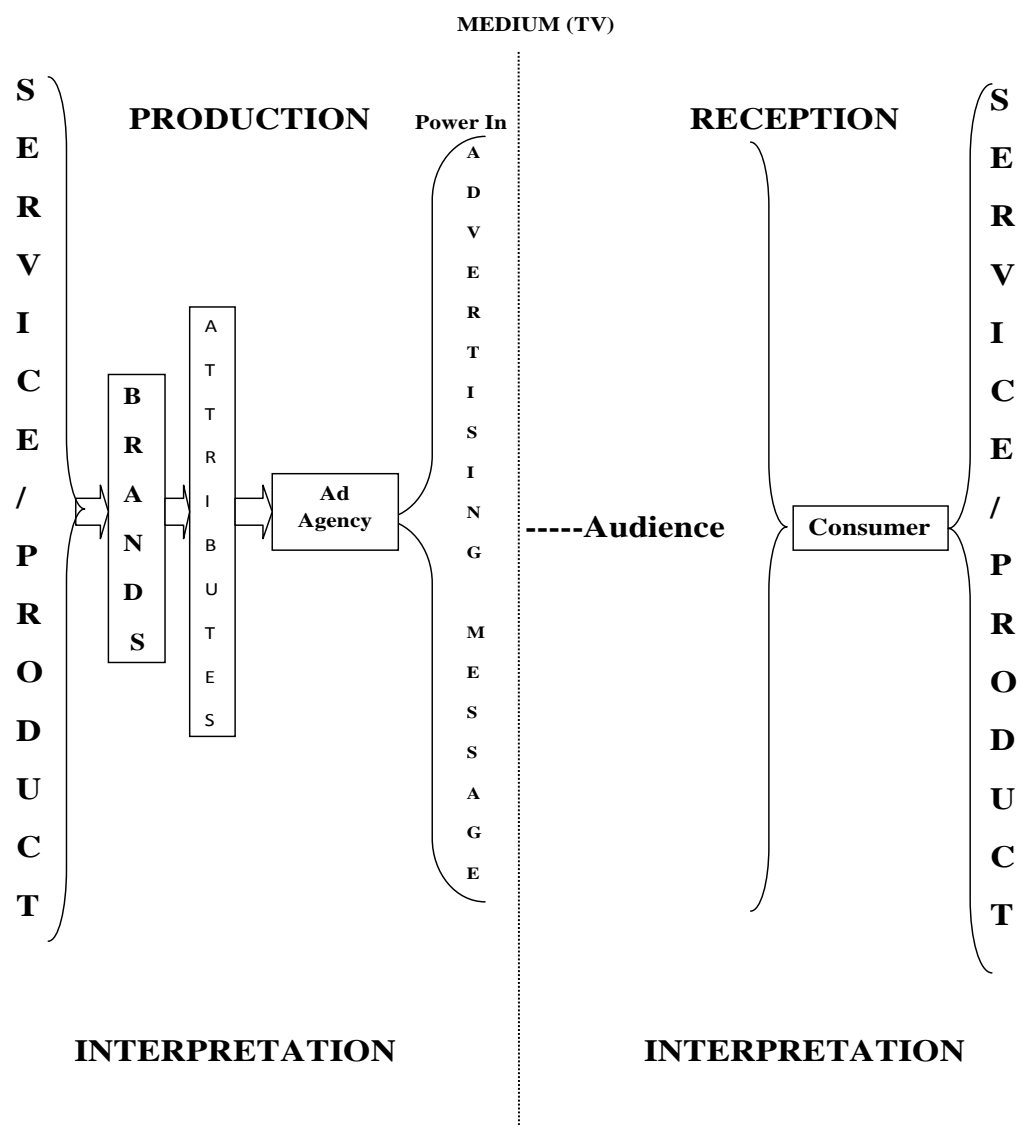 MEDIUM (TV)
SERVICE/PRODUCT
PRODUCTION
Power In
ADVERTISING MESSAGE
BRANDS
ATTRIBUTES
Ad
Agency
-----Audience
RECEPTION
Consumer
SERVICE/PRODUCT
INTERPRETATION
INTERPRETATION